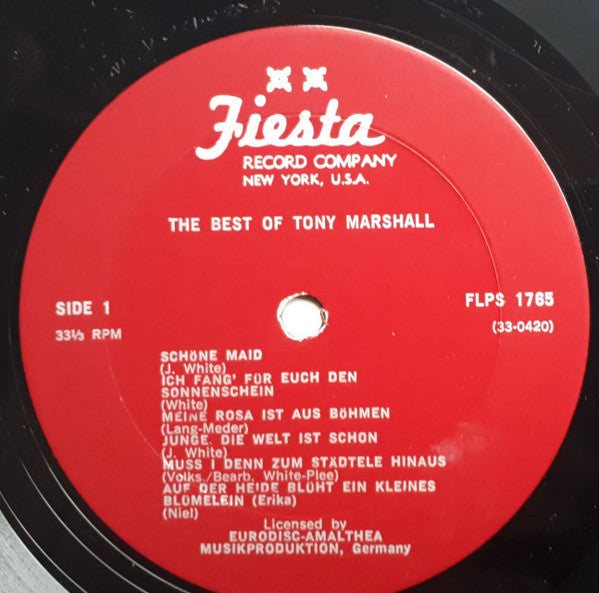 Fiesta
RECORD COMPANY
NEW YORK, U.S.A.
THE BEST OF TONY MARSHALL
SIDE 1
33⅓ RPM
FLPS 1765
(33-0420)
SCHÖNE MAID
(J. White)
ICH FANG' FÜR EUCH DEN
SONNENSCHEIN
(White)
MEINE ROSA IST AUS BÖHMEN
(Lang-Meder)
JUNGE, DIE WELT IST SCHON
(J. White)
MUSS I DENN ZUM STÄDTELE HINAUS
(Volks./Bearb. White-Plee)
AUF DER HEIDE BLÜHT EIN KLEINES
BLÜMELEIN (Erika)
(Niel)
Licensed by
EURODISC-AMALTHEA
MUSIKPRODUKTION, Germany